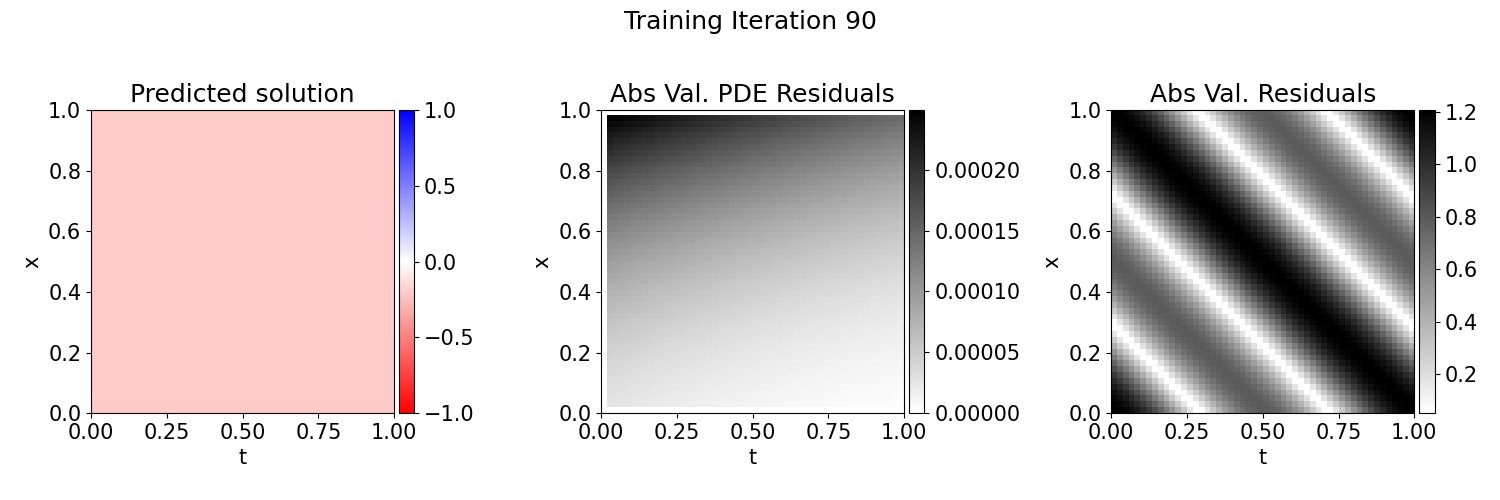 Training Iteration 90
Predicted solution
1.0
0.8
0.6
0.4
0.2
0.0
x
0.00 0.25 0.50 0.75 1.00
t
1.0
0.5
0.0
−0.5
−1.0
Abs Val. PDE Residuals
1.0
0.8
0.6
0.4
0.2
0.0
x
0.00 0.25 0.50 0.75 1.00
t
0.00020
0.00015
0.00010
0.00005
0.00000
Abs Val. Residuals
1.0
0.8
0.6
0.4
0.2
0.0
x
0.00 0.25 0.50 0.75 1.00
t
1.2
1.0
0.8
0.6
0.4
0.2